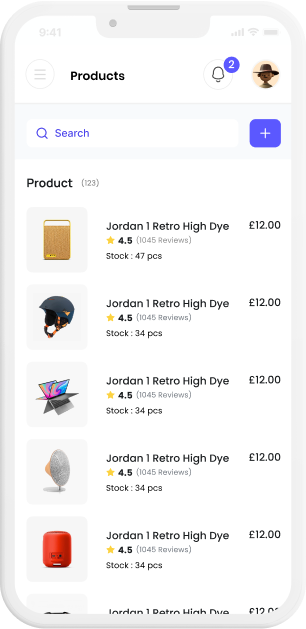 9:41
Products
2
Search
Product (123)
Jordan 1 Retro High Dye £12.00
4.5 (1045 Reviews)
Stock : 47 pcs
Jordan 1 Retro High Dye £12.00
4.5 (1045 Reviews)
Stock : 34 pcs
Jordan 1 Retro High Dye £12.00
4.5 (1045 Reviews)
Stock : 34 pcs
Jordan 1 Retro High Dye £12.00
4.5 (1045 Reviews)
Stock : 34 pcs
Jordan 1 Retro High Dye £12.00
4.5 (1045 Reviews)
Stock : 34 pcs
Jordan 1 Retro High Dye £12.00